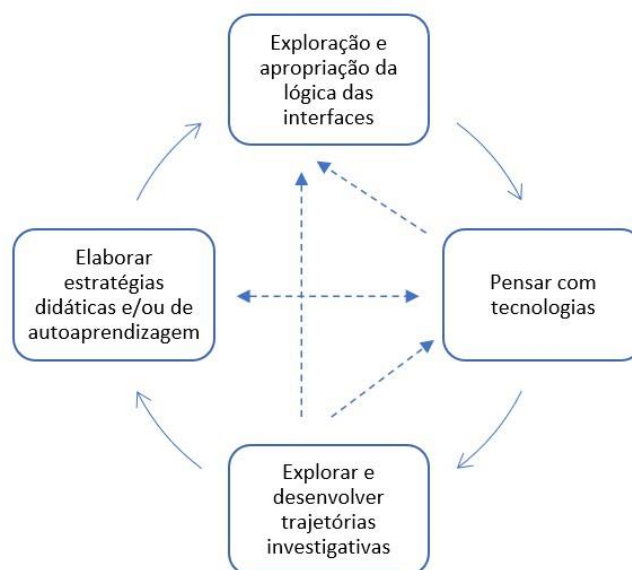 Exploração e
apropriação da
lógica das
interfaces
Elaborar
estratégias
didáticas e/ou de
autoaprendizagem
Pensar com
tecnologias
Explorar e
desenvolver
trajetórias
investigativas